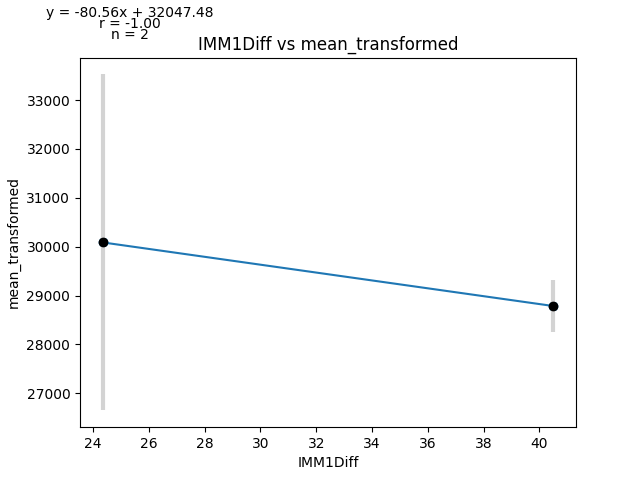 y = -80.56x + 32047.48
r = -1.00
n = 2
IMM1Diff vs mean_transformed
33000
32000
31000
30000
29000
28000
27000
mean_transformed
24
26
28
30
32
34
36
38
40
IMM1Diff